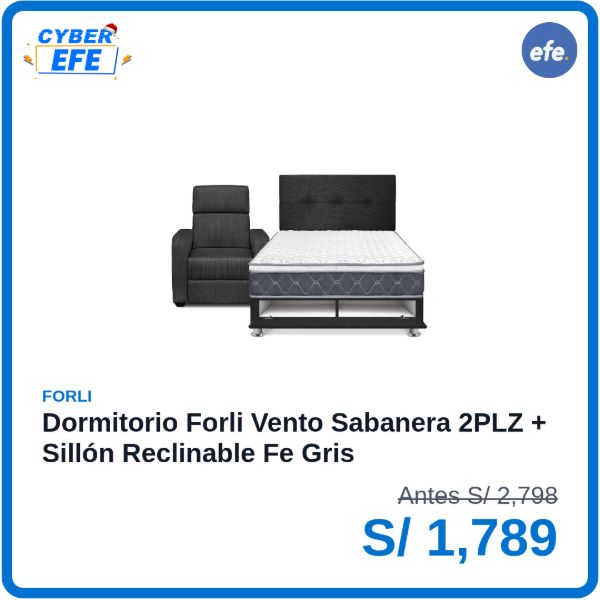 CYBER
EFE
efe.
FORLI
Dormitorio Forli Vento Sabanera 2PLZ +
Sillón Reclinable Fe Gris
Antes S/ 2,798
S/ 1,789